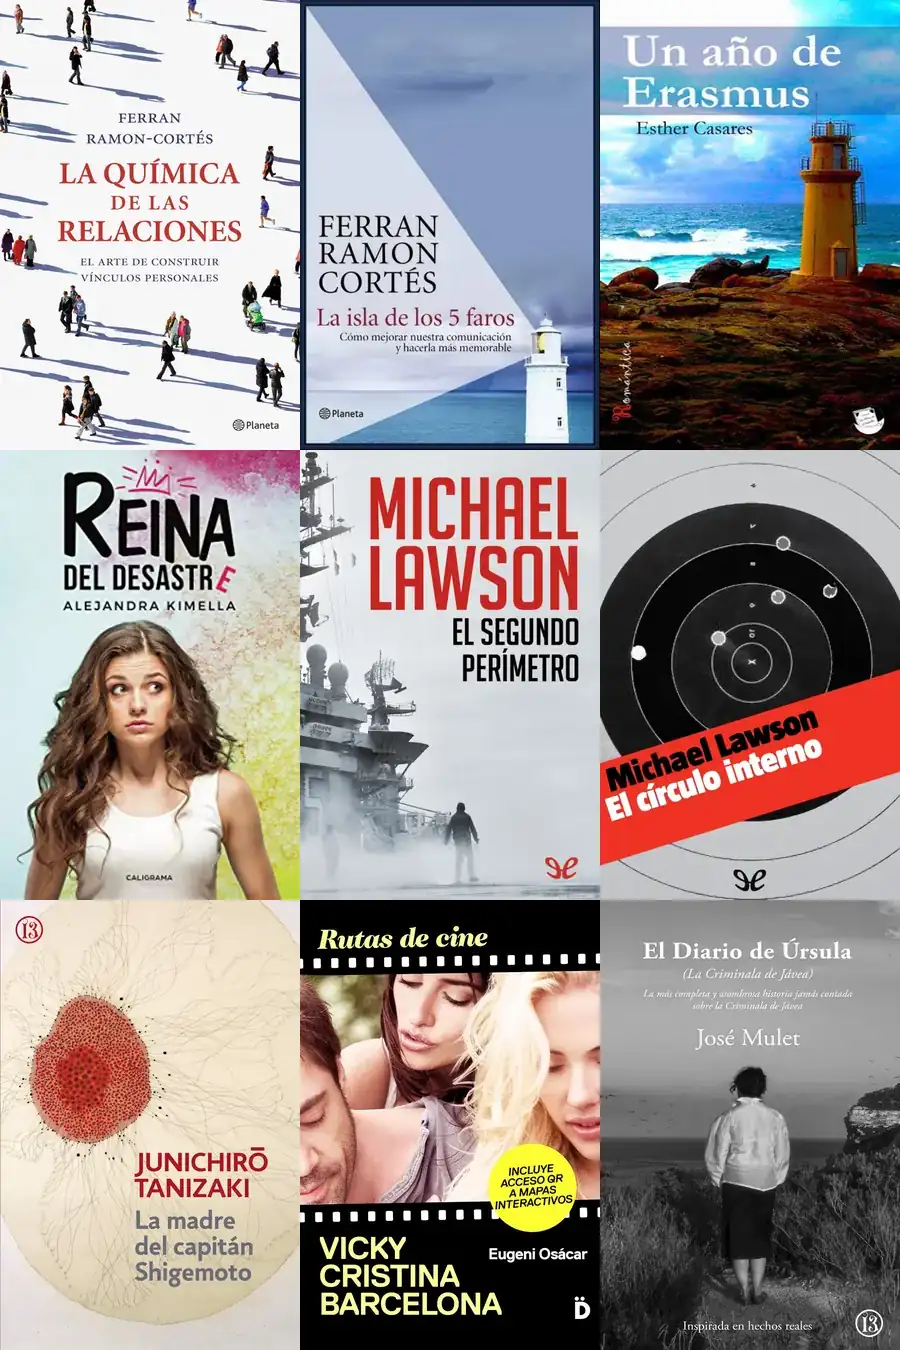 FERRAN
RAMON-CORTÉS
LA QUÍMICA
DE LAS
RELACIONES
EL ARTE DE CONSTRUIR
VÍNCULOS PERSONALES
Planeta
FERRAN
RAMON
CORTÉS
La isla de los 5 faros
Cómo mejorar nuestra comunicación
y hacerla más memorable
Planeta
Un año de
Erasmus
Esther Casares
Romántica
REINA
DEL DESASTRE
ALEJANDRA KIMELLA
CALIGRAMA
MICHAEL
LAWSON
EL SEGUNDO
PERÍMETRO
Michael Lawson
El círculo interno
13
JUNICHIRŌ
TANIZAKI
La madre
del capitán
Shigemoto
Rutas de cine
INCLUYE
ACCESO QR
A MAPAS
INTERACTIVOS
VICKY
CRISTINA
BARCELONA
Eugeni Osácar
El Diario de Úrsula
(La Criminala de Jávea)
La más completa y asombrosa historia jamás contada
sobre la Criminala de Jávea
José Mulet
Inspirada en hechos reales
13